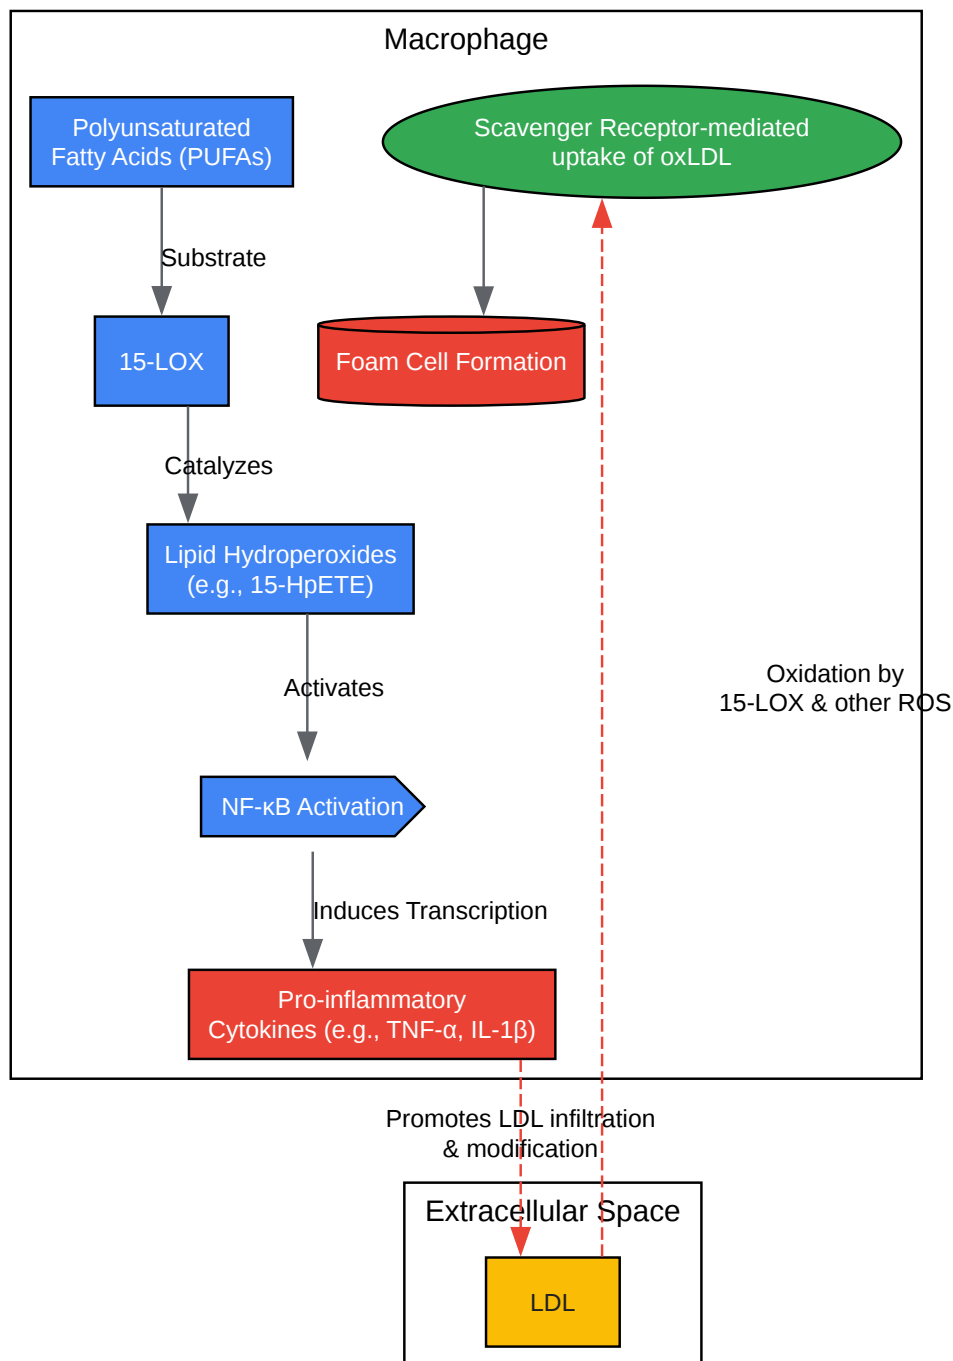 Macrophage
Polyunsaturated
Fatty Acids (PUFAs)
Scavenger Receptor-mediated
uptake of oxLDL
Substrate
15-LOX
Foam Cell Formation
Catalyzes
Lipid Hydroperoxides
(e.g., 15-HpETE)
Activates
Oxidation by
15-LOX & other ROS
NF-κB Activation
Induces Transcription
Pro-inflammatory
Cytokines (e.g., TNF-α, IL-1β)
Promotes LDL infiltration
& modification
Extracellular Space
LDL